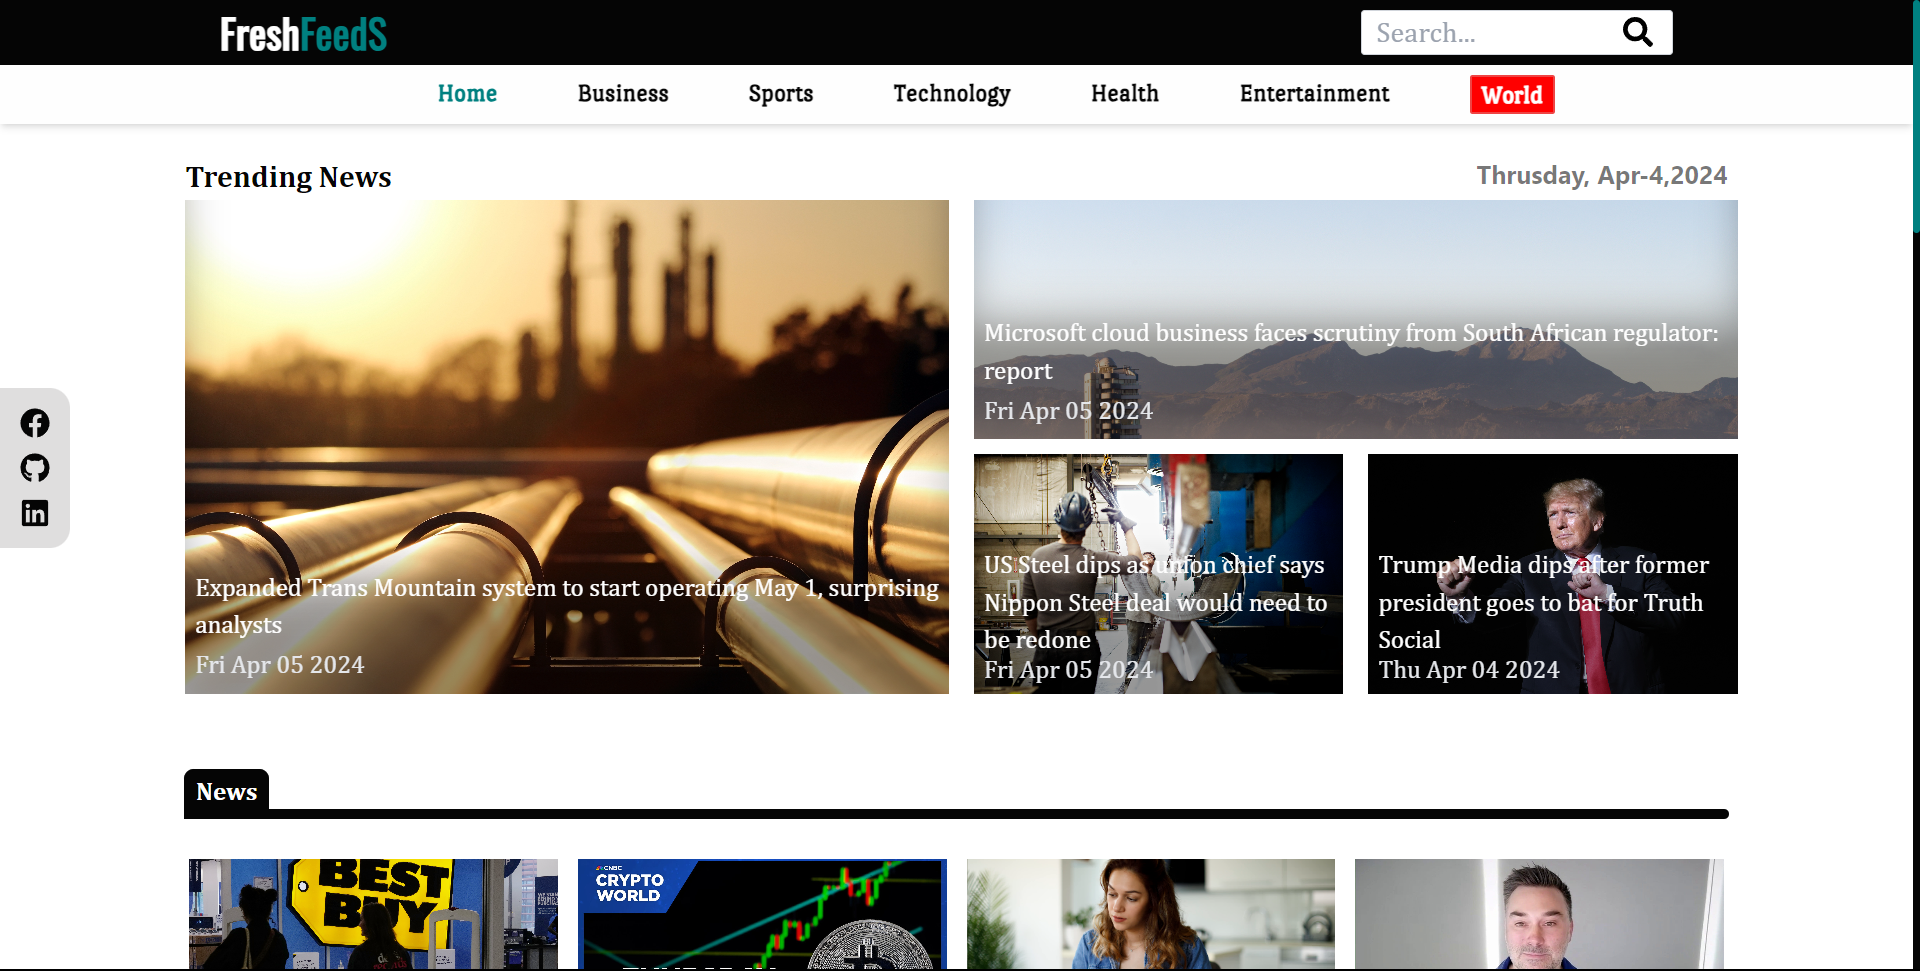 FreshFeedS
Search...
Home
Business
Sports
Technology
Health
Entertainment
World
Trending News
Thrusday, Apr-4,2024
Expanded Trans Mountain system to start operating May 1, surprising
analysts
Fri Apr 05 2024
Microsoft cloud business faces scrutiny from South African regulator:
report
Fri Apr 05 2024
US Steel dips as union chief says
Nippon Steel deal would need to
be redone
Fri Apr 05 2024
Trump Media dips after former
president goes to bat for Truth
Social
Thu Apr 04 2024
News
BEST
BUY
CNBC
CRYPTO
WORLD